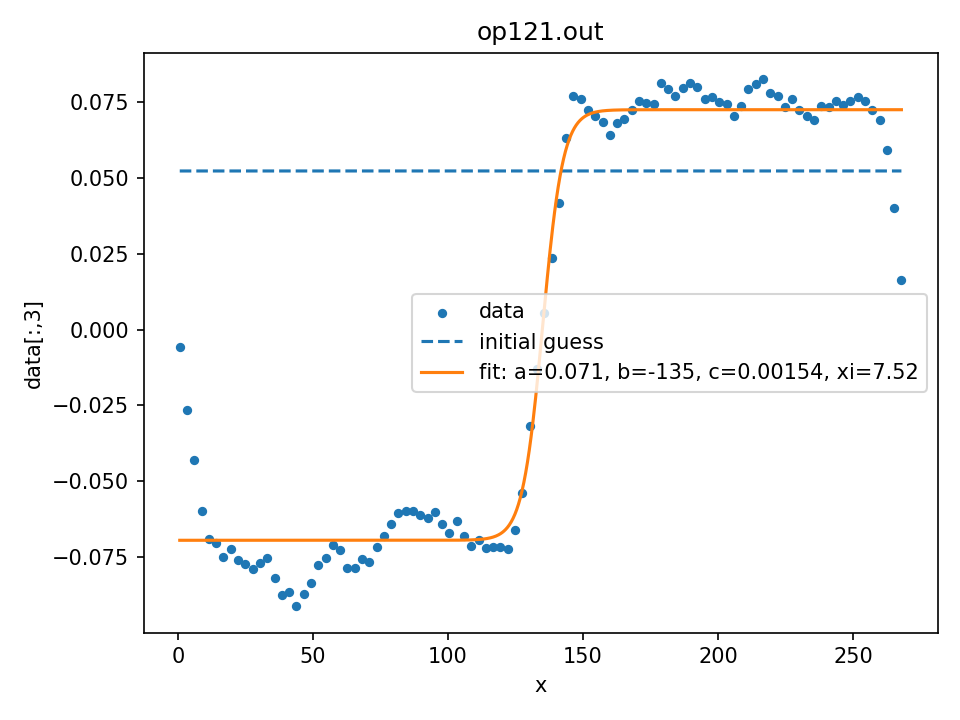 op121.out
0.075
0.050
0.025
0.000
−0.025
−0.050
−0.075
data[:,3]
data
initial guess
fit: a=0.071, b=-135, c=0.00154, xi=7.52
0 50 100 150 200 250
x